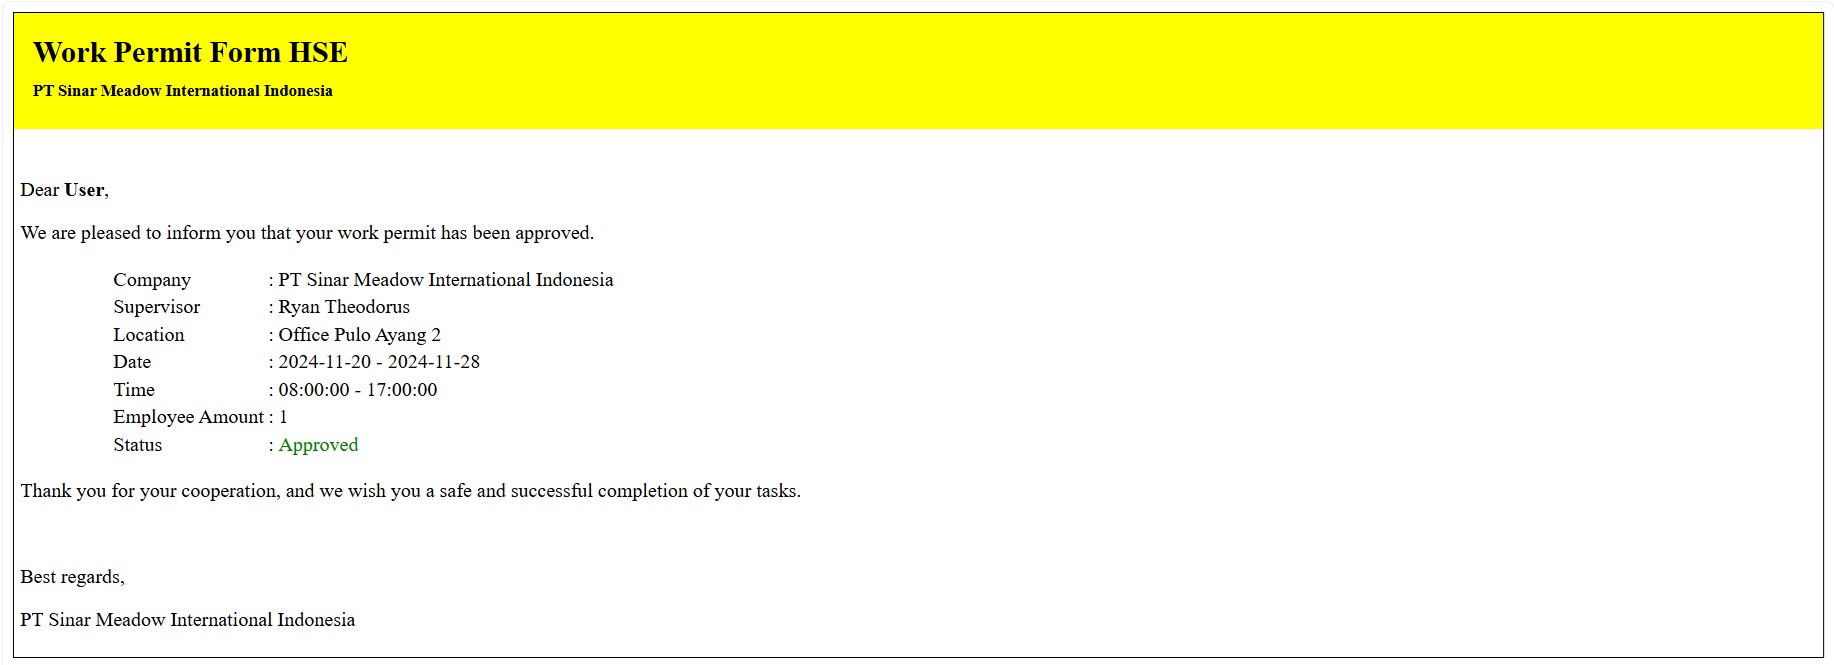 Work Permit Form HSE
PT Sinar Meadow International Indonesia
Dear User,
We are pleased to inform you that your work permit has been approved.
Company : PT Sinar Meadow International Indonesia
Supervisor : Ryan Theodorus
Location : Office Pulo Ayang 2
Date : 2024-11-20 - 2024-11-28
Time : 08:00:00 - 17:00:00
Employee Amount : 1
Status : Approved
Thank you for your cooperation, and we wish you a safe and successful completion of your tasks.
Best regards,
PT Sinar Meadow International Indonesia